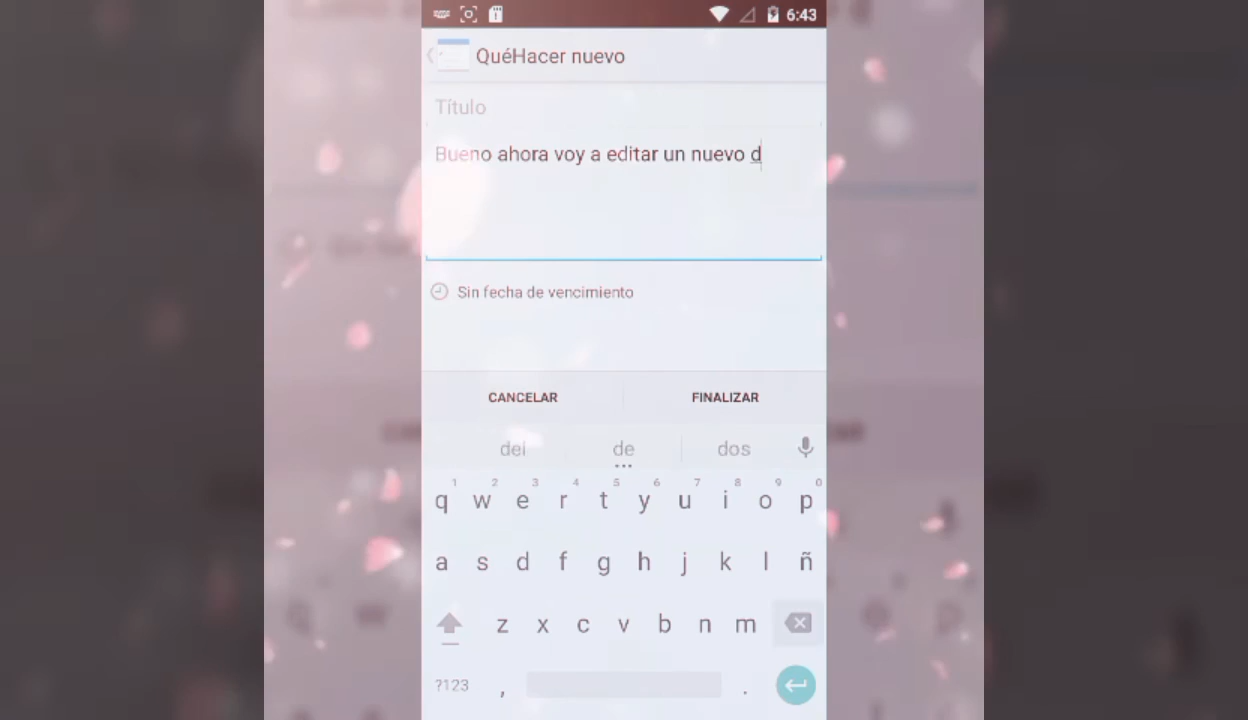 6:43
QuéHacer nuevo
Título
Bueno ahora voy a editar un nuevo d
Sin fecha de vencimiento
CANCELAR FINALIZAR
del de dos
1 2 3 4 5 6 7 8 9 0
q w e r t y u i o p
a s d f g h j k l ñ
z x c v b n m
?123 , .